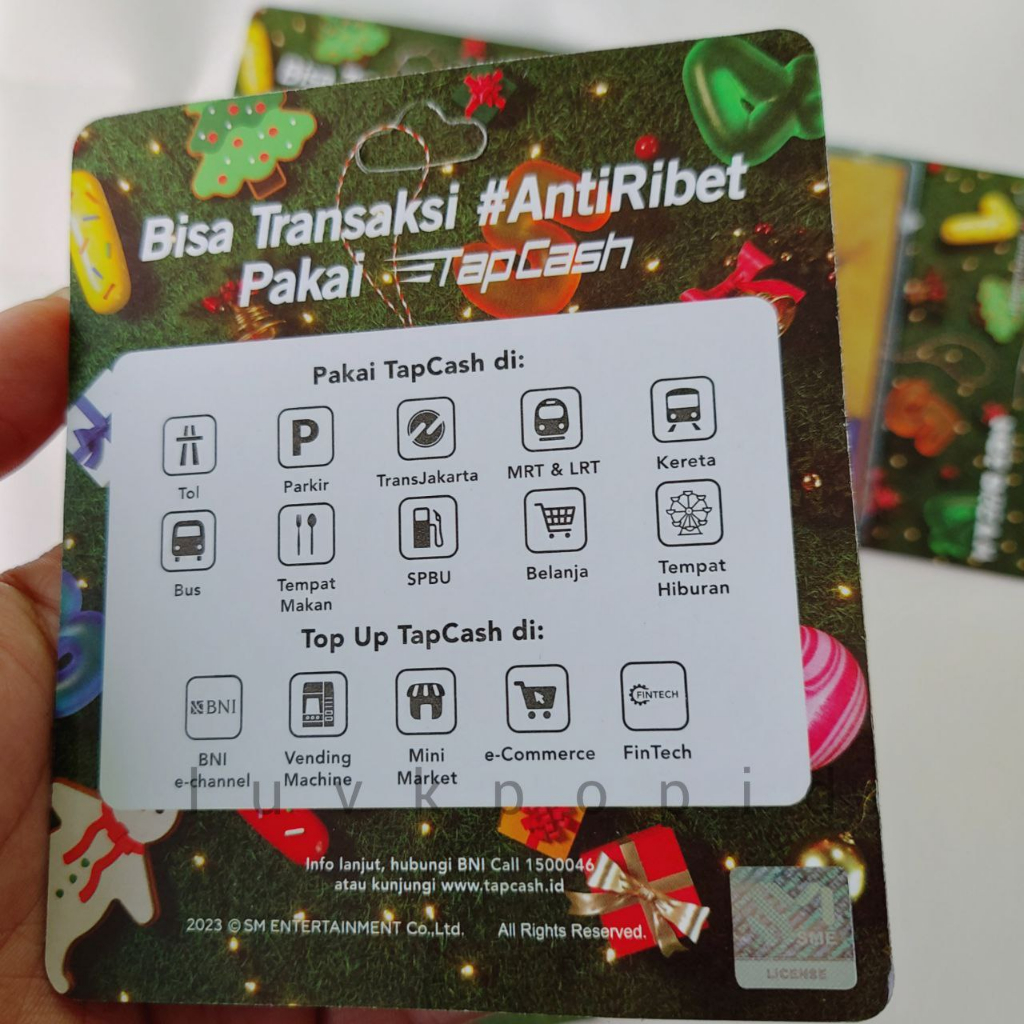 Bisa Transaksi #AntiRibet
Pakai TapCash
Pakai TapCash di:
Tol
P
Parkir
TransJakarta
MRT & LRT
Kereta
Bus
Tempat
Makan
SPBU
Belanja
Tempat
Hiburan
Top Up TapCash di:
BNI
BNI
e-channel
Vending
Machine
Mini
Market
e-Commerce
FINTECH
FinTech
luvkpopid
Info lanjut, hubungi BNI Call 1500046
atau kunjungi www.tapcash.id
2023 © SM ENTERTAINMENT Co.,Ltd. All Rights Reserved.
SME
LICENSE
Bisa